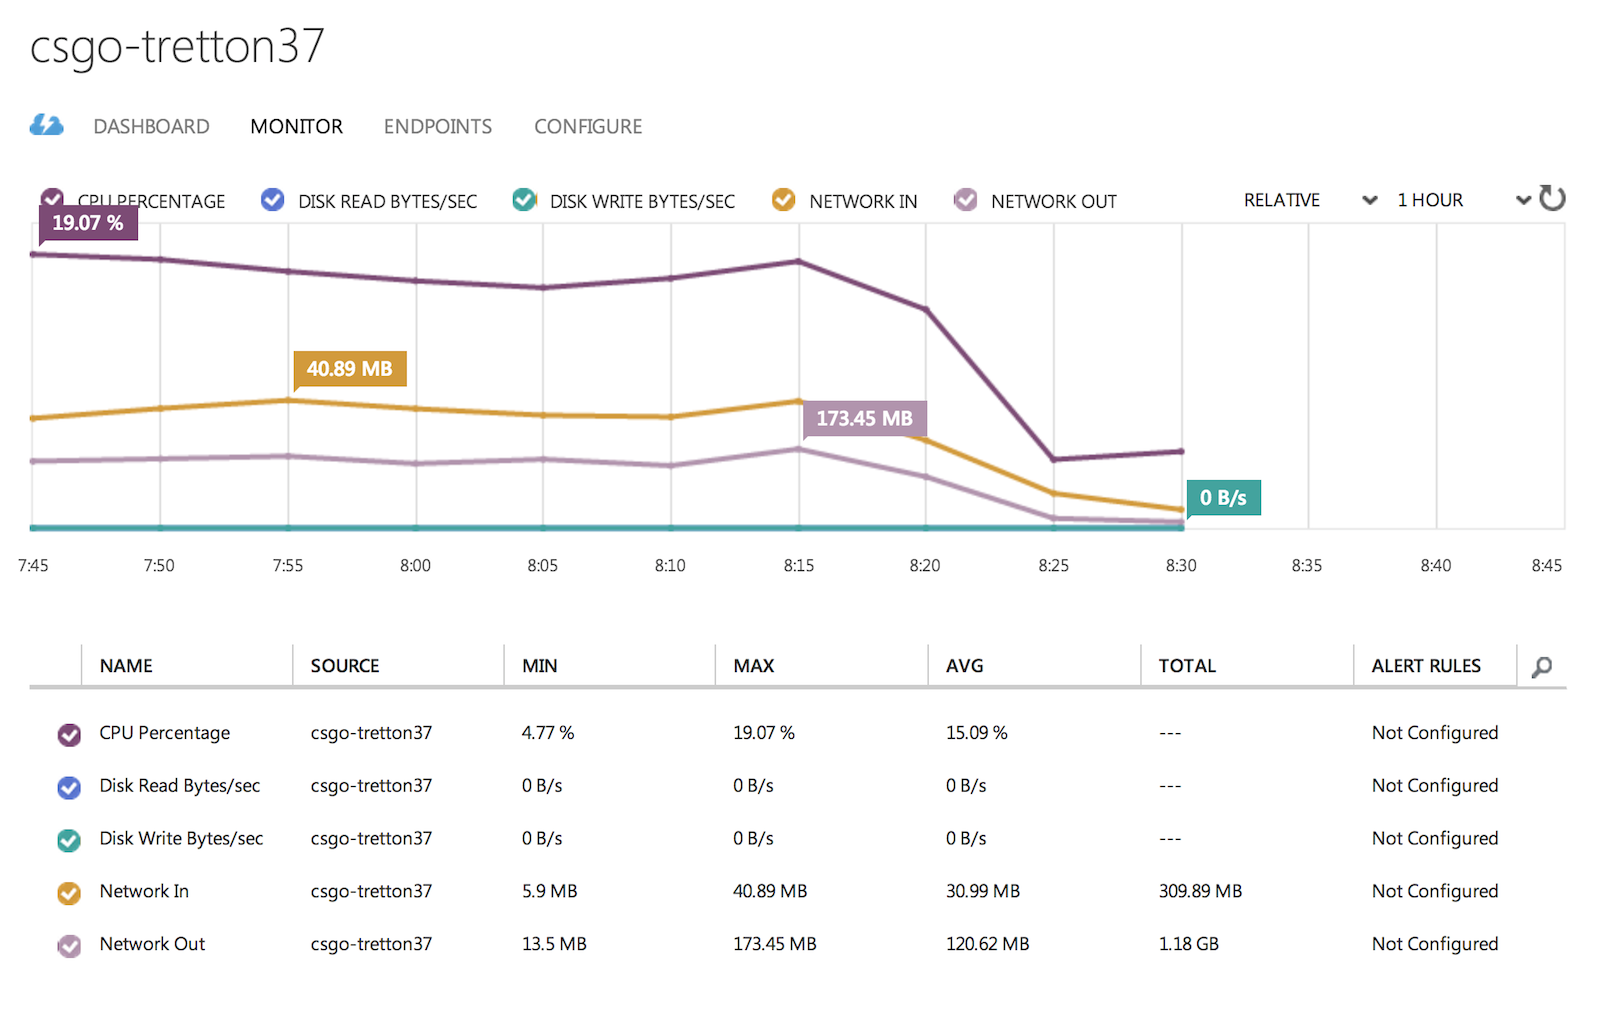 csgo-tretton37
DASHBOARD MONITOR ENDPOINTS CONFIGURE
CPU PERCENTAGE DISK READ BYTES/SEC DISK WRITE BYTES/SEC NETWORK IN NETWORK OUT RELATIVE 1 HOUR
19.07 %
40.89 MB
173.45 MB
0 B/s
7:45 7:50 7:55 8:00 8:05 8:10 8:15 8:20 8:25 8:30 8:35 8:40 8:45
NAME SOURCE MIN MAX AVG TOTAL ALERT RULES
CPU Percentage csgo-tretton37 4.77 % 19.07 % 15.09 % --- Not Configured
Disk Read Bytes/sec csgo-tretton37 0 B/s 0 B/s 0 B/s --- Not Configured
Disk Write Bytes/sec csgo-tretton37 0 B/s 0 B/s 0 B/s --- Not Configured
Network In csgo-tretton37 5.9 MB 40.89 MB 30.99 MB 309.89 MB Not Configured
Network Out csgo-tretton37 13.5 MB 173.45 MB 120.62 MB 1.18 GB Not Configured